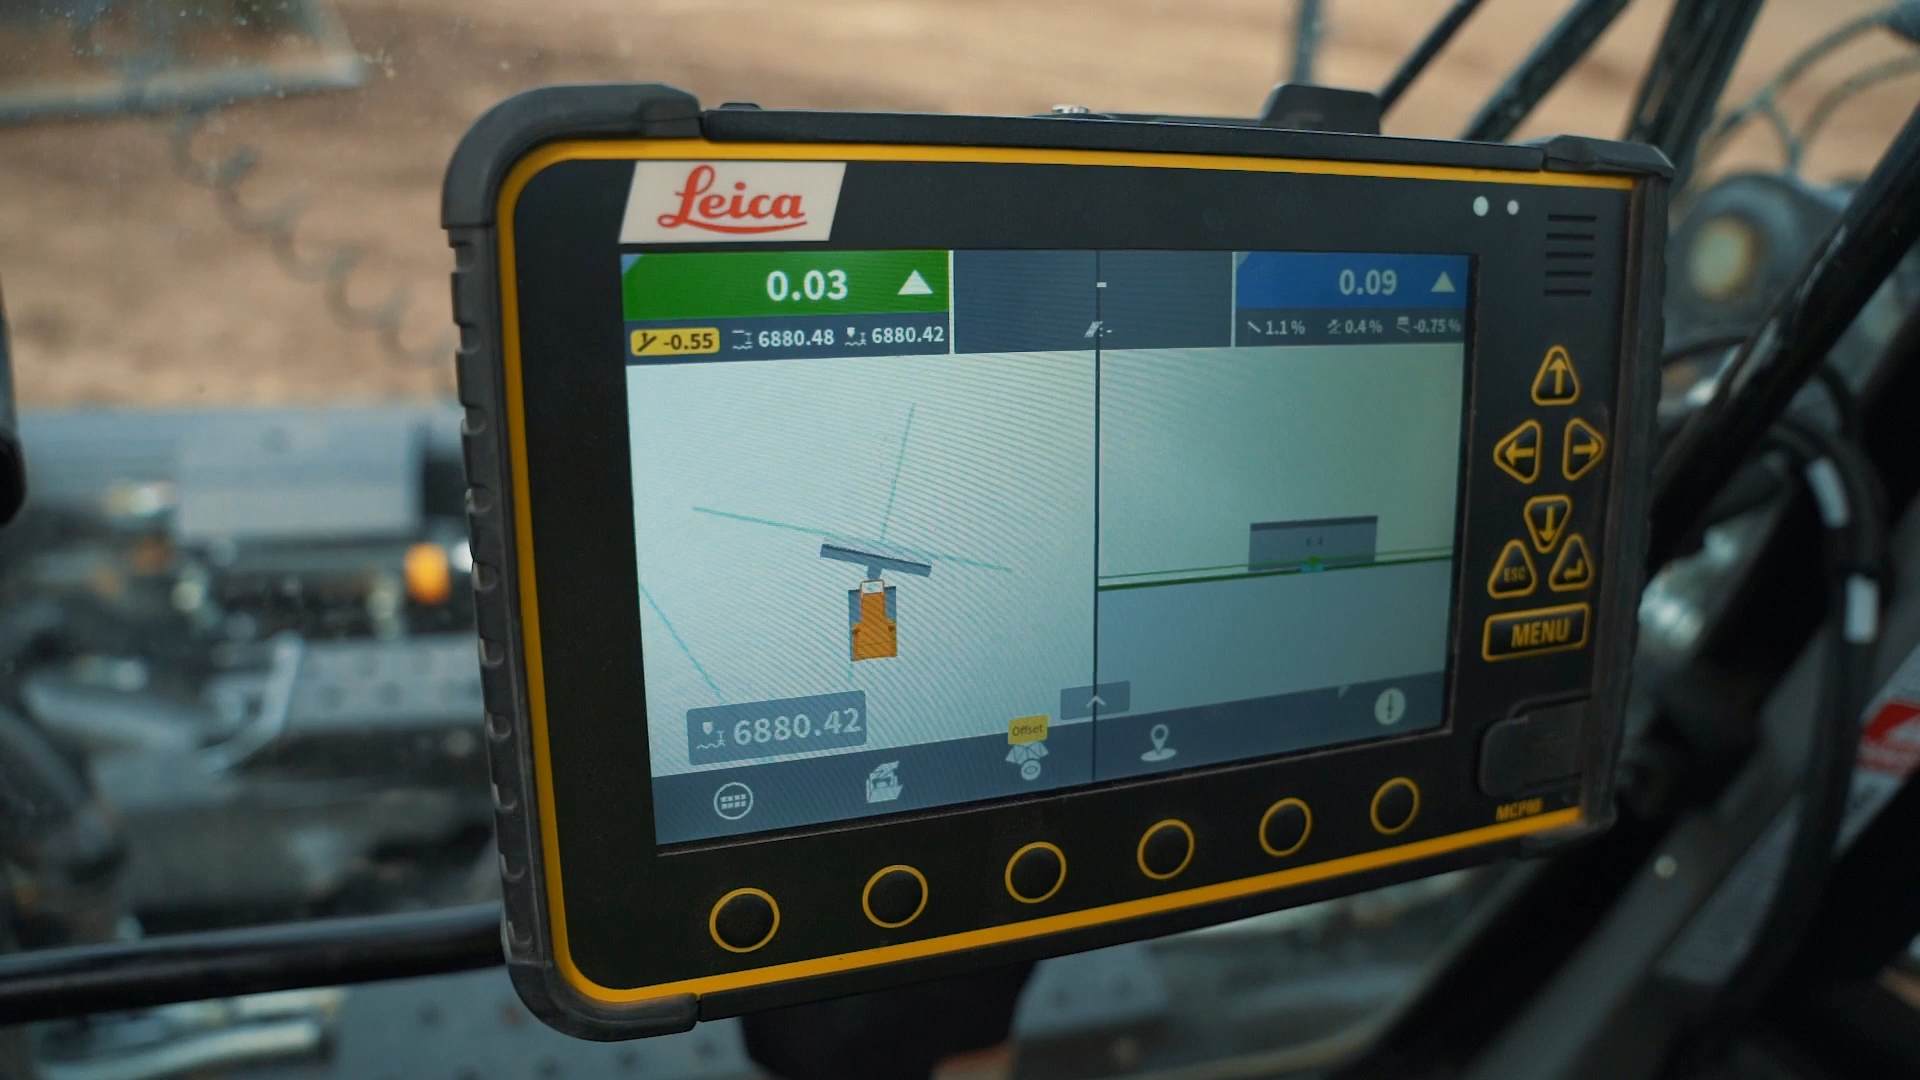 Leica
0.03
0.09
-0.55 6880.48 6880.42
-
1.1 % 0.4 % -0.75 %
6880.42
Offset
ESC
MENU
MCP80